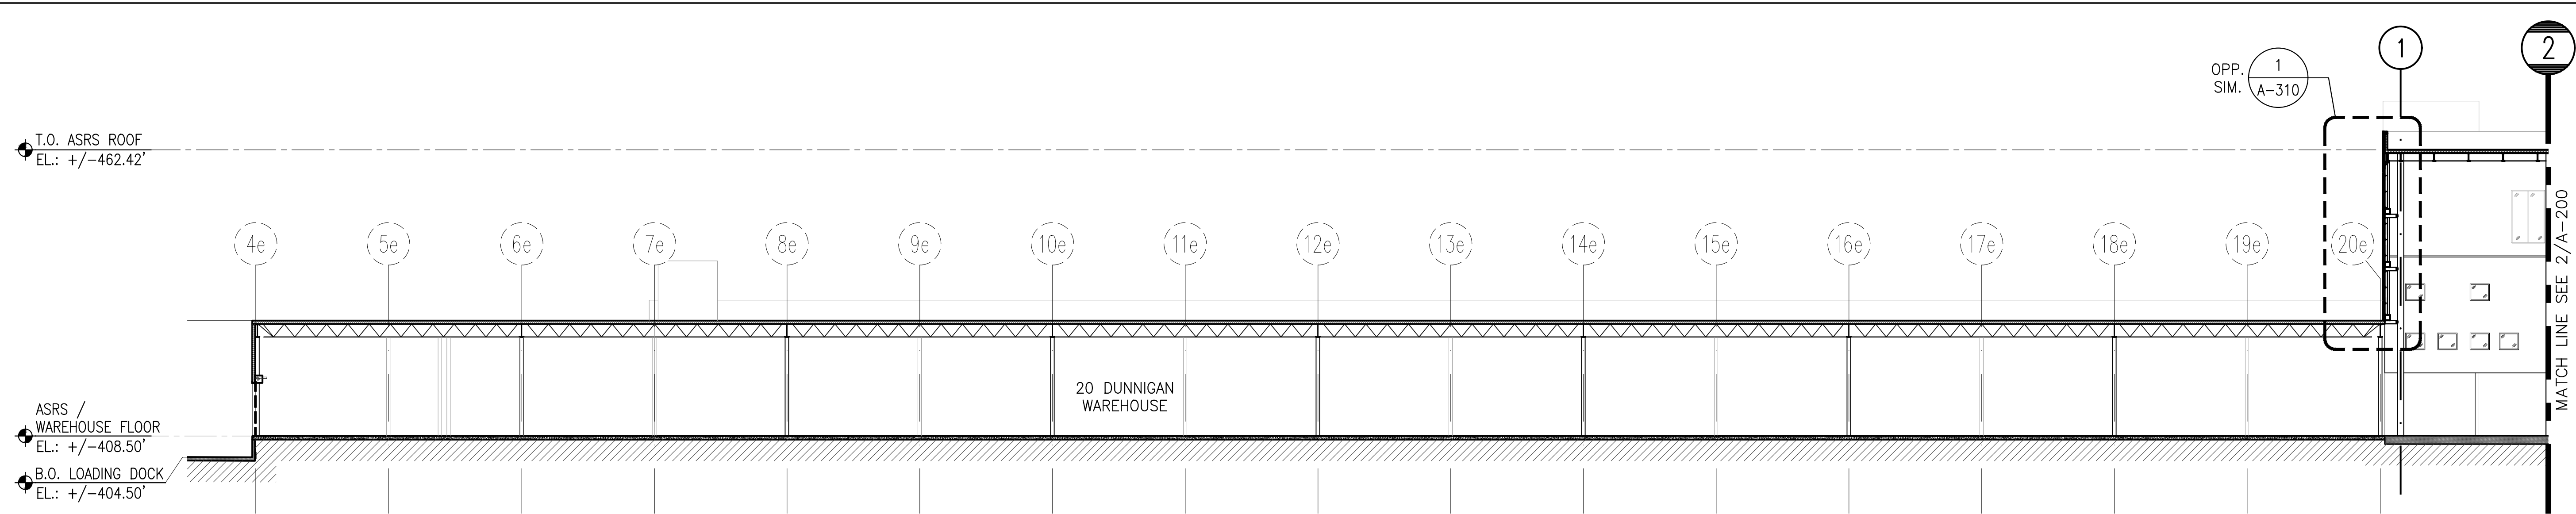 1
2
OPP.
SIM.
1
A-310
T.O. ASRS ROOF
EL.: +/-462.42'
4e
5e
6e
7e
8e
9e
10e
11e
12e
13e
14e
15e
16e
17e
18e
19e
20e
MATCH LINE SEE 2/A-200
20 DUNNIGAN
WAREHOUSE
ASRS /
WAREHOUSE FLOOR
EL.: +/-408.50'
B.O. LOADING DOCK
EL.: +/-404.50'